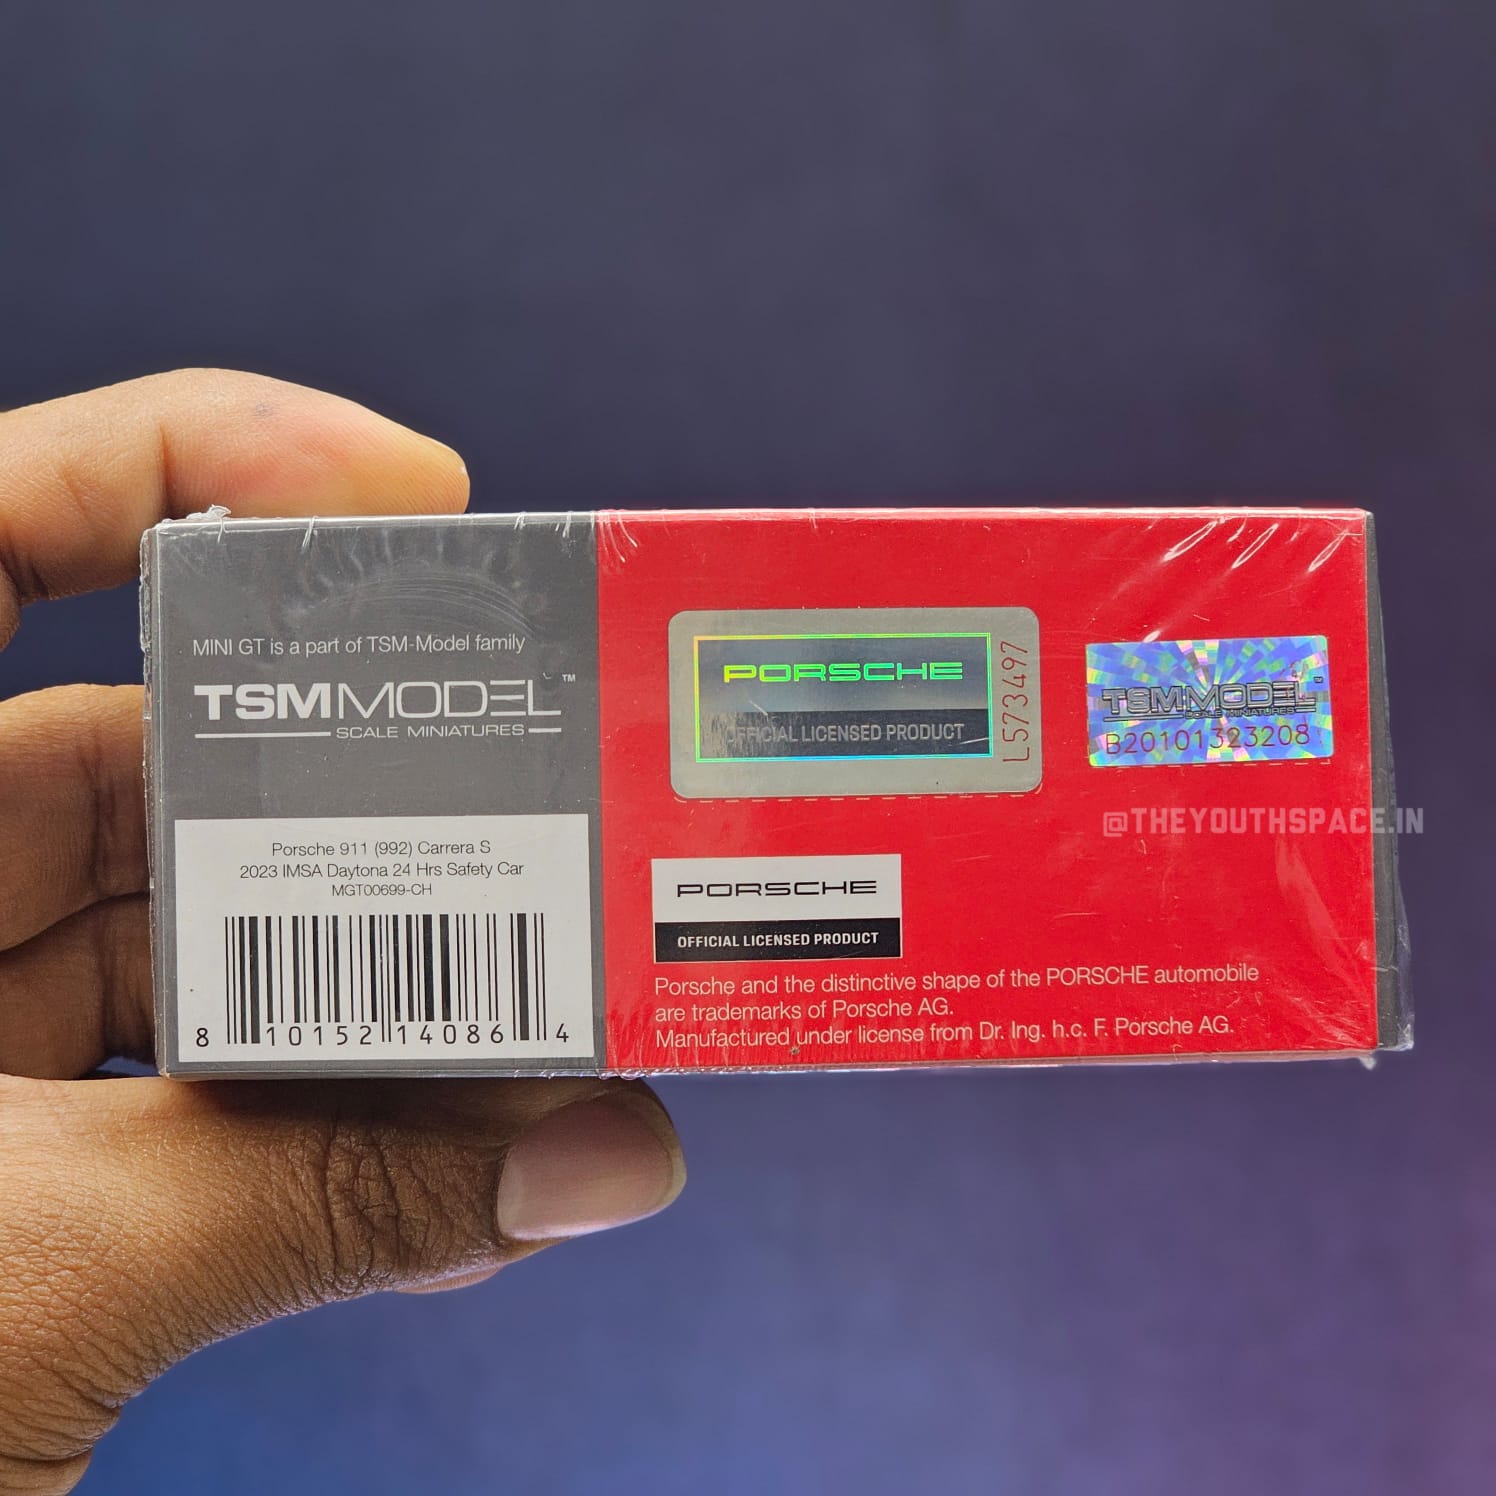 MINI GT is a part of TSM-Model family
TSMMODEL™
SCALE MINIATURES
Porsche 911 (992) Carrera S
2023 IMSA Daytona 24 Hrs Safety Car
MGT00699-CH
8 10152 14086 4
PORSCHE
OFFICIAL LICENSED PRODUCT
L573497
TSMMODEL™
SCALE MINIATURES
B20101323208
@THEYOUTHSPACE.IN
PORSCHE
OFFICIAL LICENSED PRODUCT
Porsche and the distinctive shape of the PORSCHE automobile
are trademarks of Porsche AG.
Manufactured under license from Dr. Ing. h.c. F. Porsche AG.